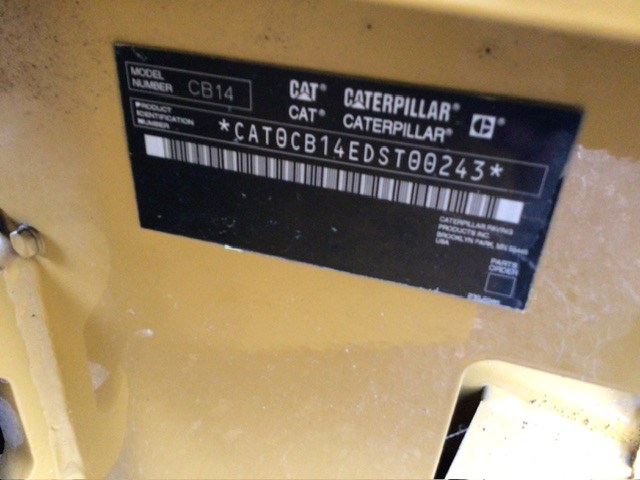 MODEL
NUMBER CB14
CAT® CATERPILLAR®
CAT® CATERPILLAR®
PRODUCT
IDENTIFICATION
NUMBER *CAT0CB14EDST00243*
CATERPILLAR PAVING
PRODUCTS INC.
BROOKLYN PARK, MN
USA
PARTS
ORDER